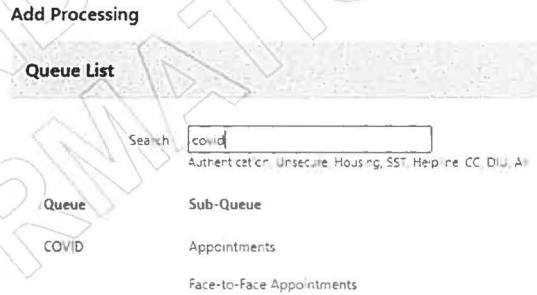 Add Processing
Queue List
Search covid
Authentication, Unsecure, Housing, SST, Helpline, CC, DIU,
Queue Sub-Queue
COVID Appointments
Face-to-Face Appointments